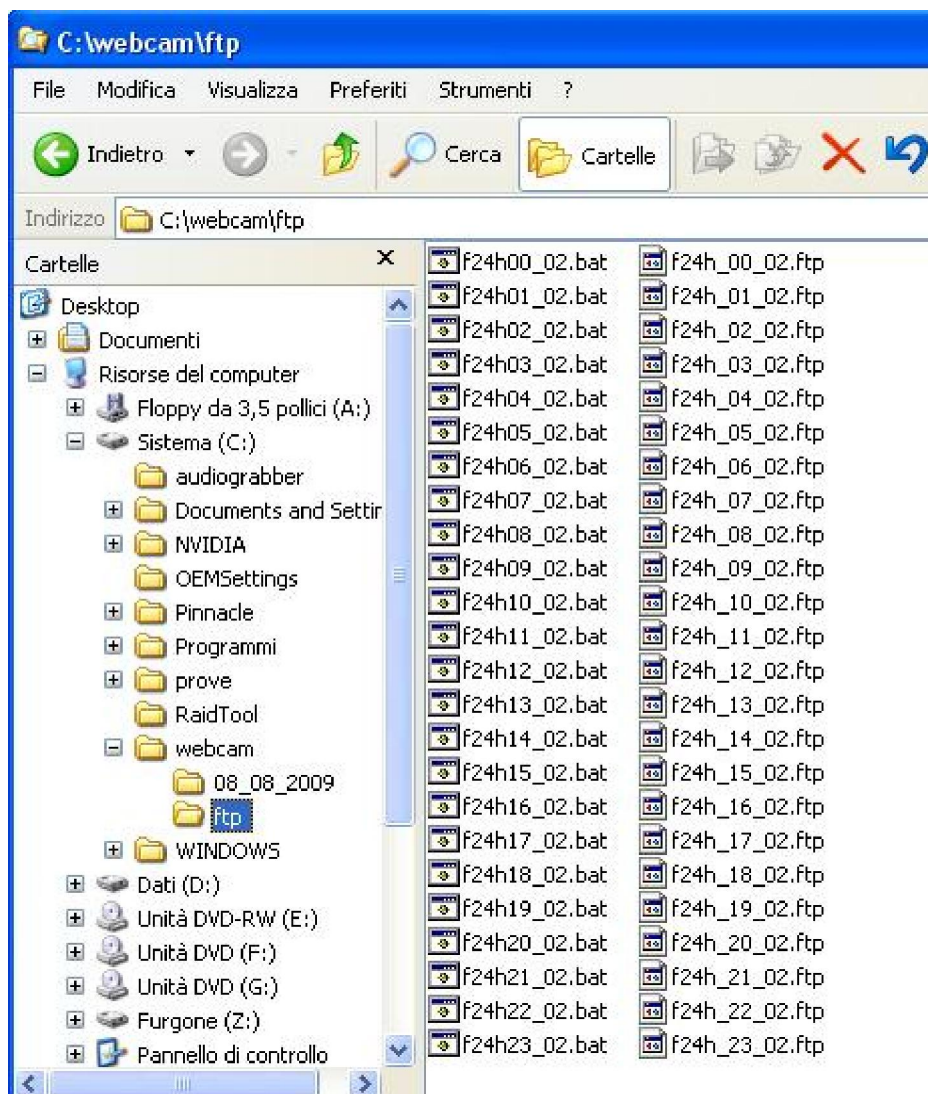 C:\webcam\ftp
File Modifica Visualizza Preferiti Strumenti ?
Indietro Cerca Cartelle
Indirizzo C:\webcam\ftp
Cartelle
Desktop
Documenti
Risorse del computer
Floppy da 3,5 pollici (A:)
Sistema (C:)
audiograbber
Documents and Settin
NVIDIA
OEMSettings
Pinnacle
Programmi
prove
RaidTool
webcam
08_08_2009
ftp
WINDOWS
Dati (D:)
Unità DVD-RW (E:)
Unità DVD (F:)
Unità DVD (G:)
Furgone (Z:)
Pannello di controllo
f24h00_02.bat f24h_00_02.ftp
f24h01_02.bat f24h_01_02.ftp
f24h02_02.bat f24h_02_02.ftp
f24h03_02.bat f24h_03_02.ftp
f24h04_02.bat f24h_04_02.ftp
f24h05_02.bat f24h_05_02.ftp
f24h06_02.bat f24h_06_02.ftp
f24h07_02.bat f24h_07_02.ftp
f24h08_02.bat f24h_08_02.ftp
f24h09_02.bat f24h_09_02.ftp
f24h10_02.bat f24h_10_02.ftp
f24h11_02.bat f24h_11_02.ftp
f24h12_02.bat f24h_12_02.ftp
f24h13_02.bat f24h_13_02.ftp
f24h14_02.bat f24h_14_02.ftp
f24h15_02.bat f24h_15_02.ftp
f24h16_02.bat f24h_16_02.ftp
f24h17_02.bat f24h_17_02.ftp
f24h18_02.bat f24h_18_02.ftp
f24h19_02.bat f24h_19_02.ftp
f24h20_02.bat f24h_20_02.ftp
f24h21_02.bat f24h_21_02.ftp
f24h22_02.bat f24h_22_02.ftp
f24h23_02.bat f24h_23_02.ftp